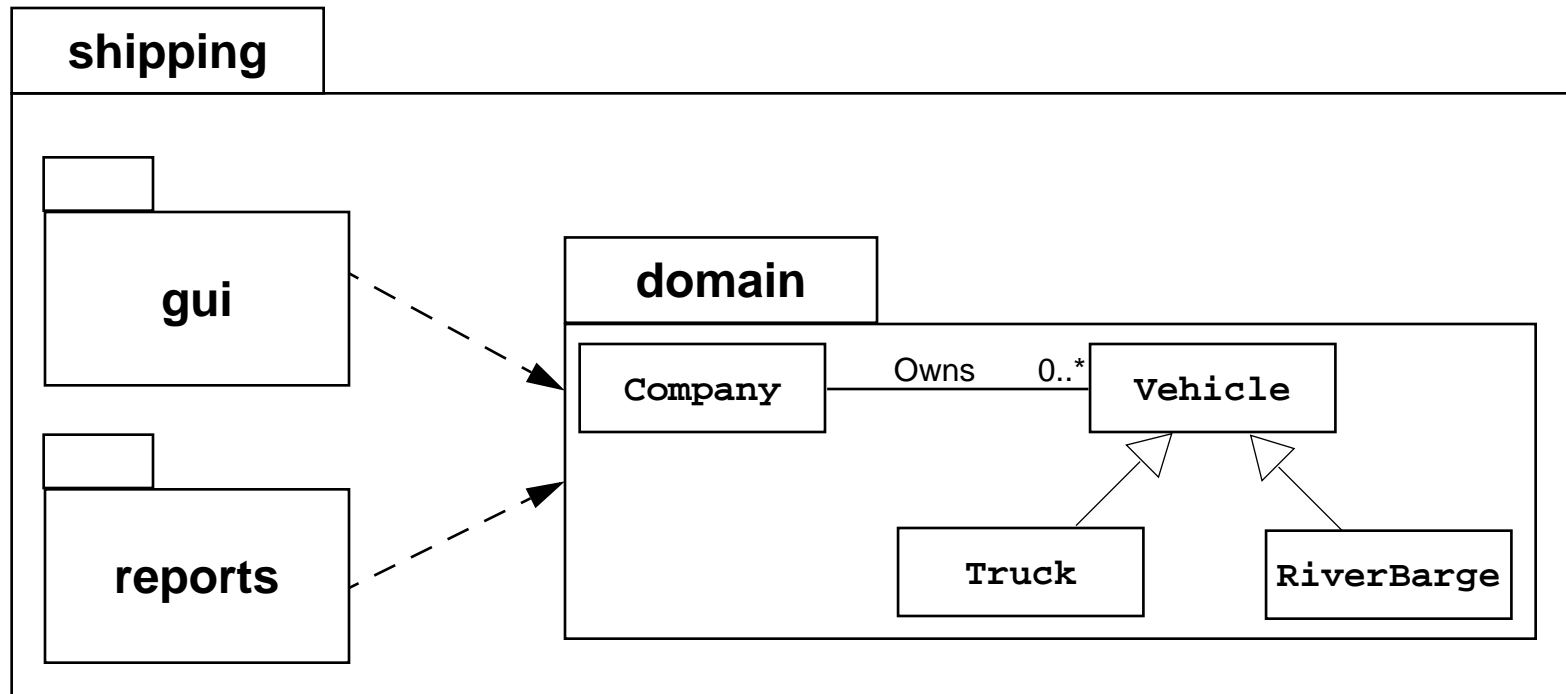 shipping
gui
domain
Company
Owns
0..*
Vehicle
reports
Truck
RiverBarge